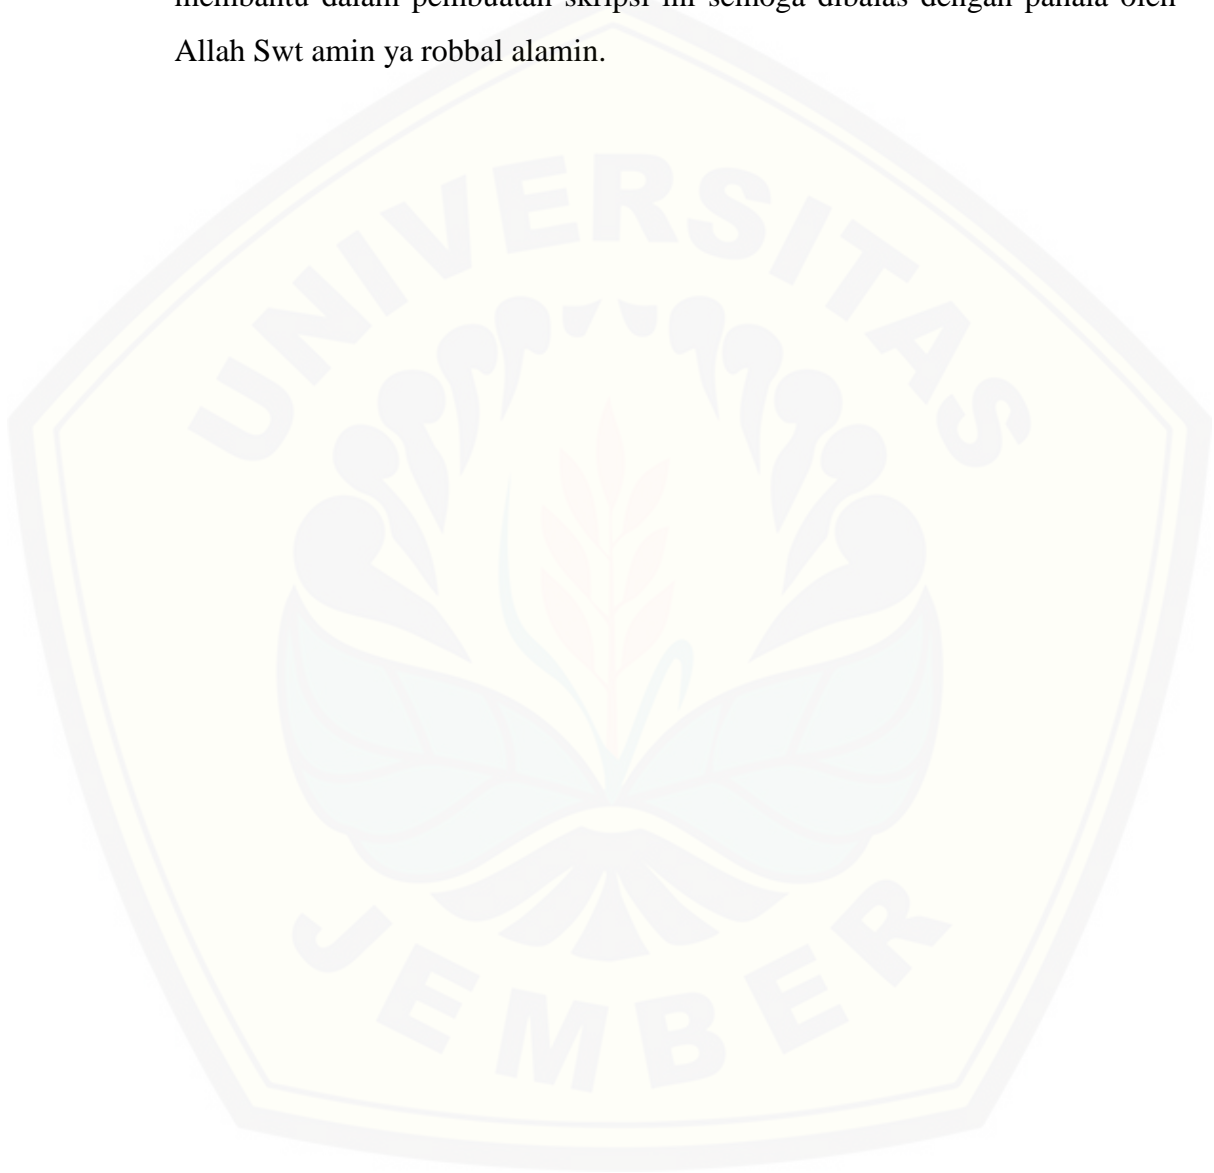 membantu dalam pembuatan skripsi ini semoga dibalas dengan pahala oleh
Allah Swt amin ya robbal alamin.
UNIVERSITAS
JEMBER